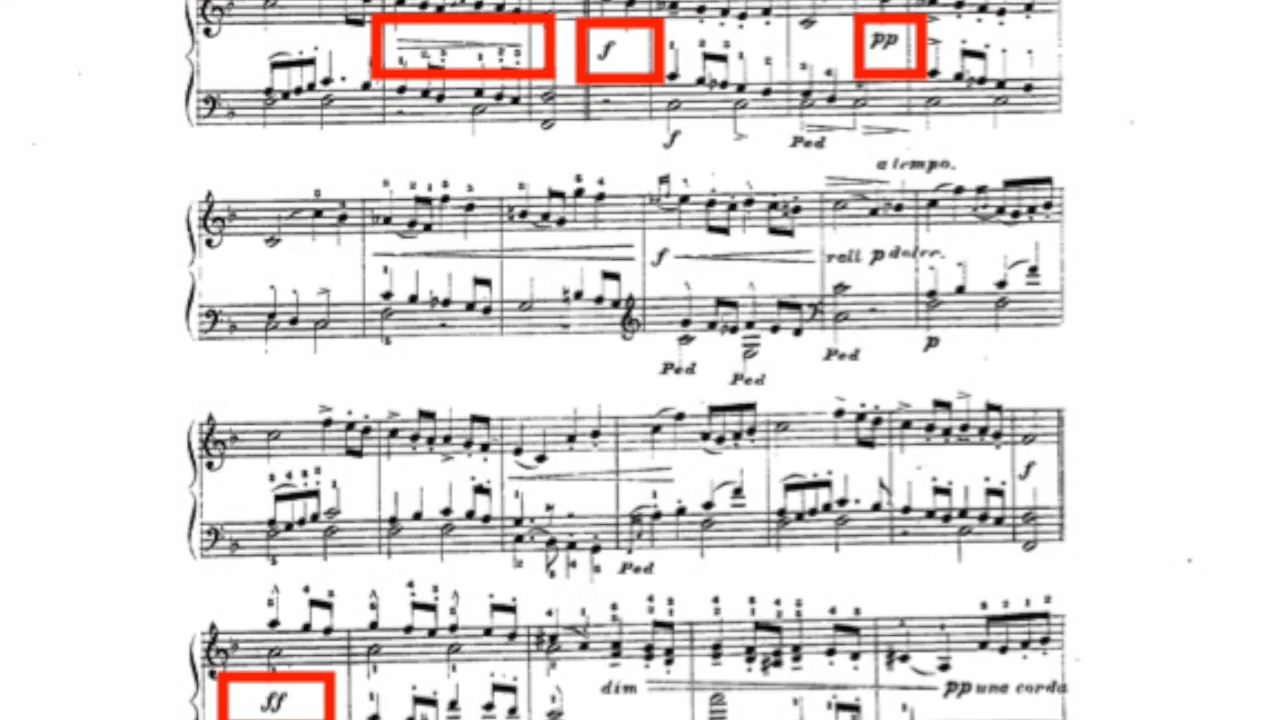 f
pp
f
Ped
a tempo.
f
rall p dolce.
p
Ped
Ped
Ped
f
Ped
ff
dim
pp una corda